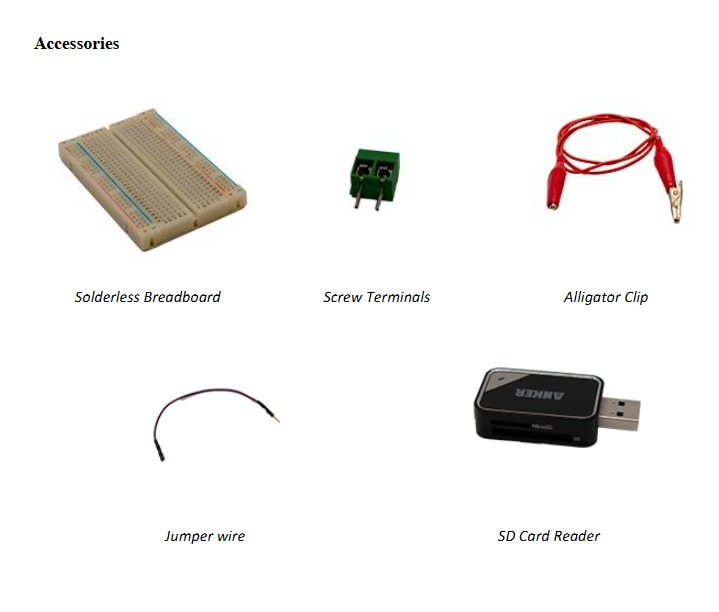 Accessories
Solderless Breadboard
Screw Terminals
Alligator Clip
ANKER
MicroSD
SD
Jumper wire
SD Card Reader